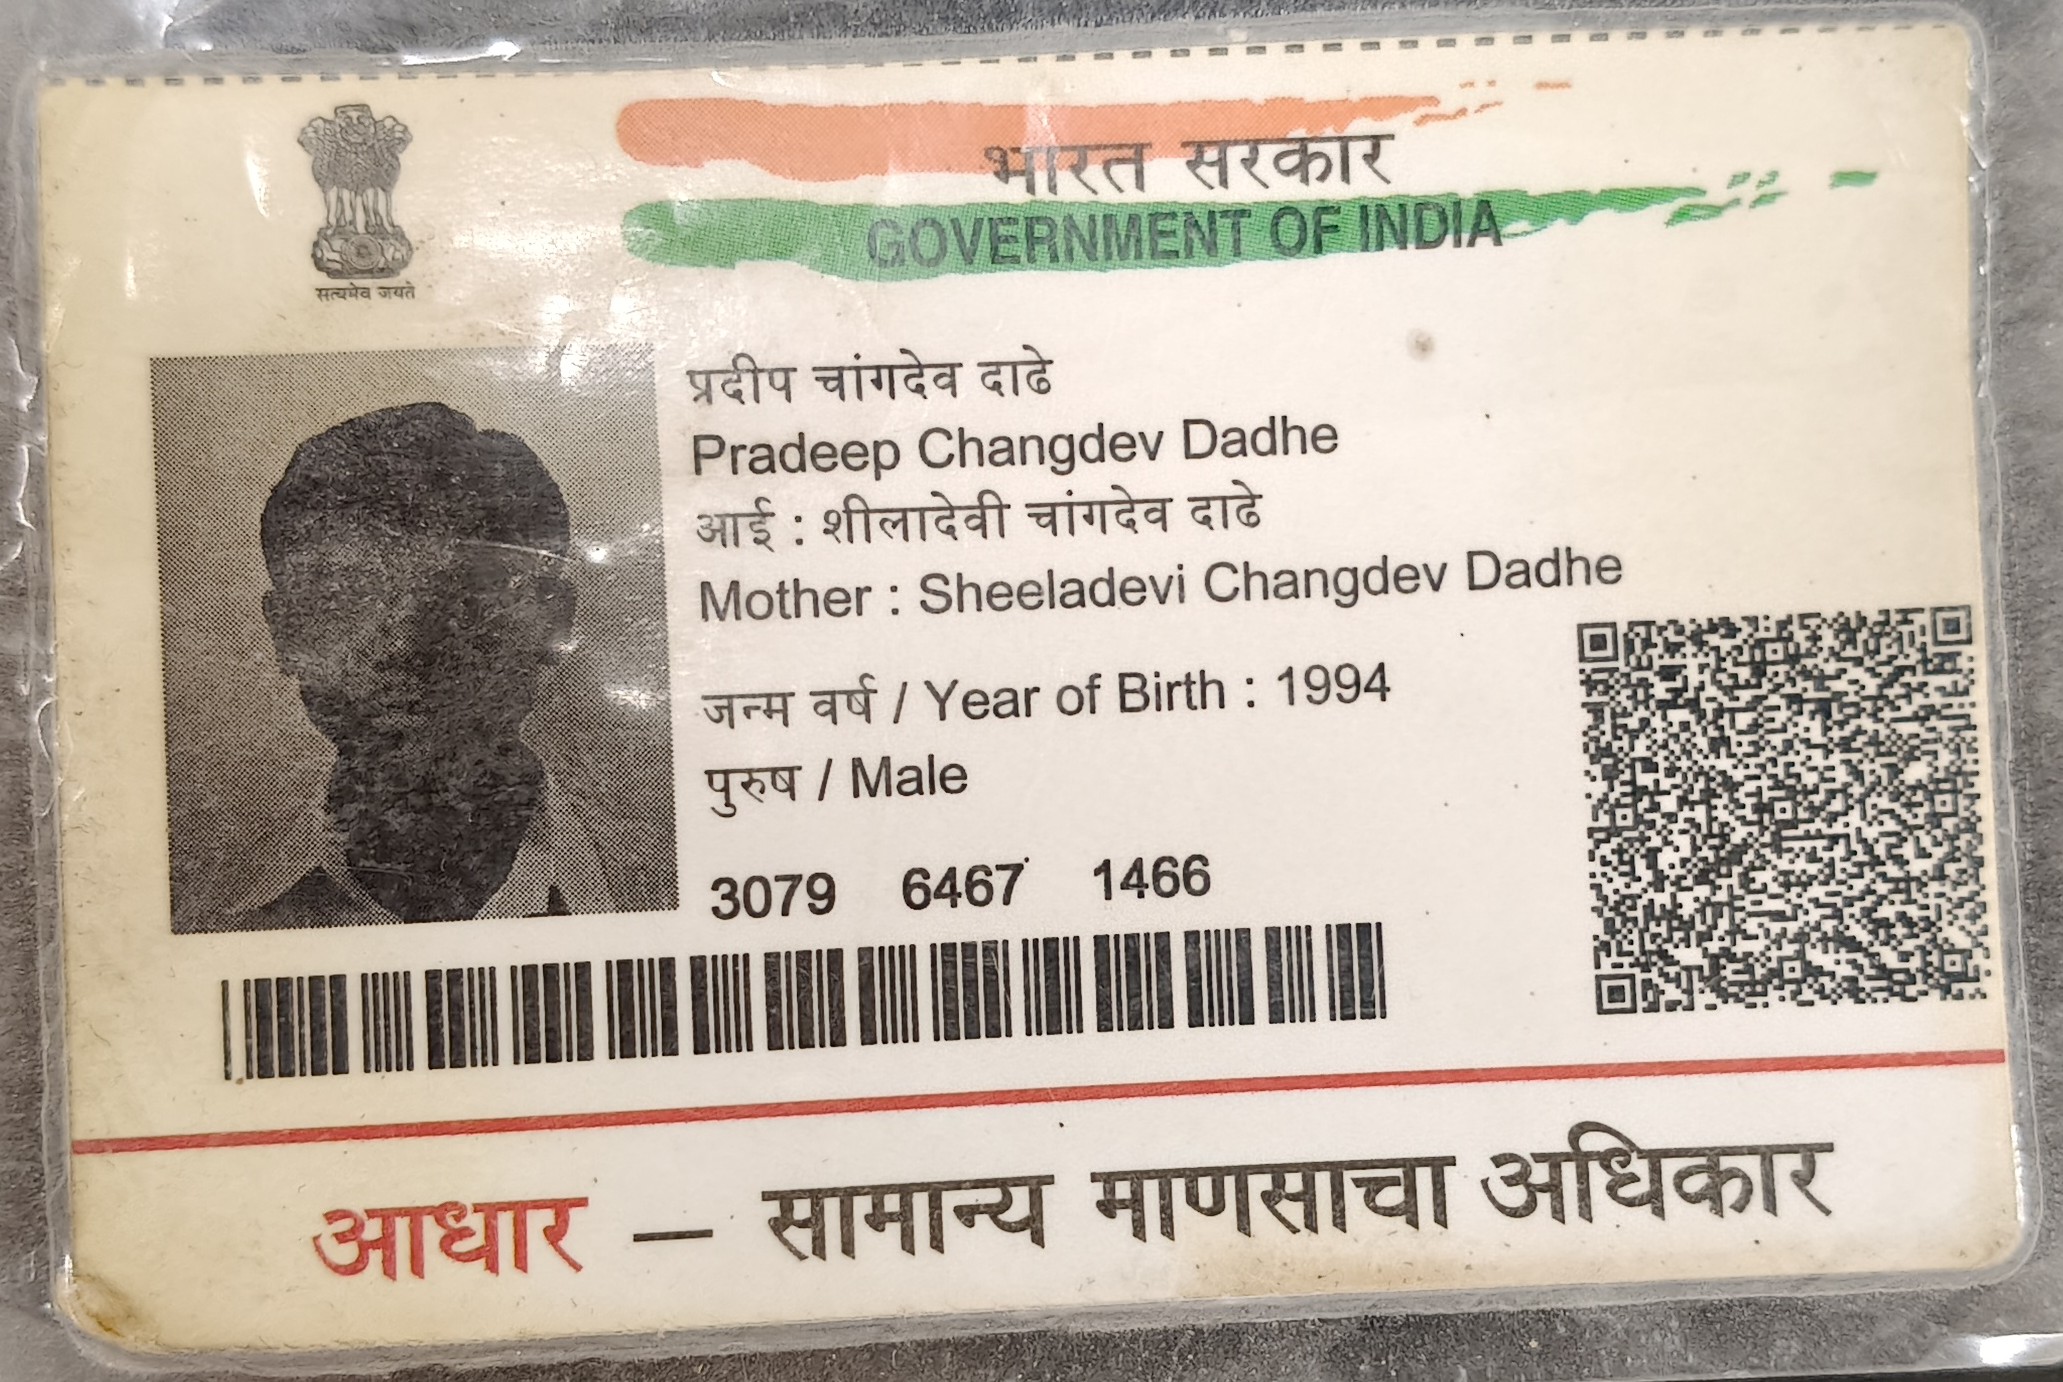 भारत सरकार
GOVERNMENT OF INDIA
सत्यमेव जयते
प्रदीप चांगदेव दाढे
Pradeep Changdev Dadhe
आई : शीलादेवी चांगदेव दाढे
Mother : Sheeladevi Changdev Dadhe
जन्म वर्ष / Year of Birth : 1994
पुरुष / Male
3079 6467 1466
आधार — सामान्य माणसाचा अधिकार